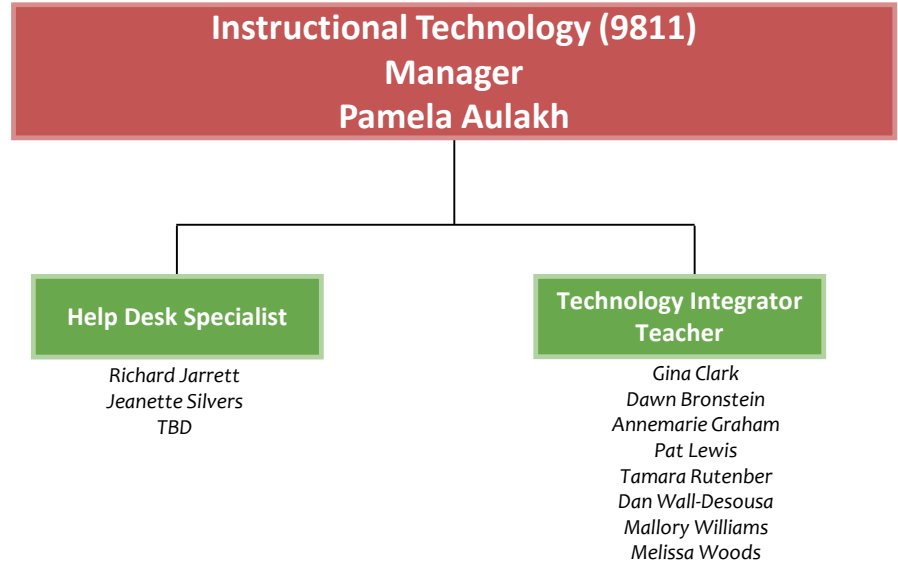 Instructional Technology (9811)
Manager
Pamela Aulakh
Help Desk Specialist
Richard Jarrett
Jeanette Silvers
TBD
Technology Integrator
Teacher
Gina Clark
Dawn Bronstein
Annemarie Graham
Pat Lewis
Tamara Rutenber
Dan Wall-Desousa
Mallory Williams
Melissa Woods